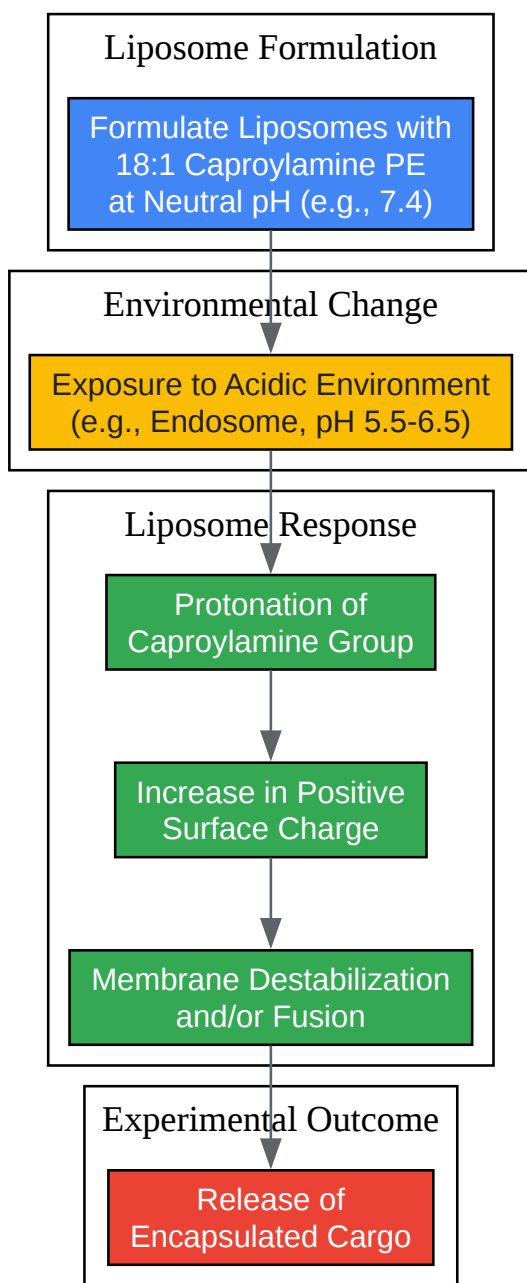 Liposome Formulation
Formulate Liposomes with
18:1 Caproylamine PE
at Neutral pH (e.g., 7.4)
Environmental Change
Exposure to Acidic Environment
(e.g., Endosome, pH 5.5-6.5)
Liposome Response
Protonation of
Caproylamine Group
Increase in Positive
Surface Charge
Membrane Destabilization
and/or Fusion
Experimental Outcome
Release of
Encapsulated Cargo